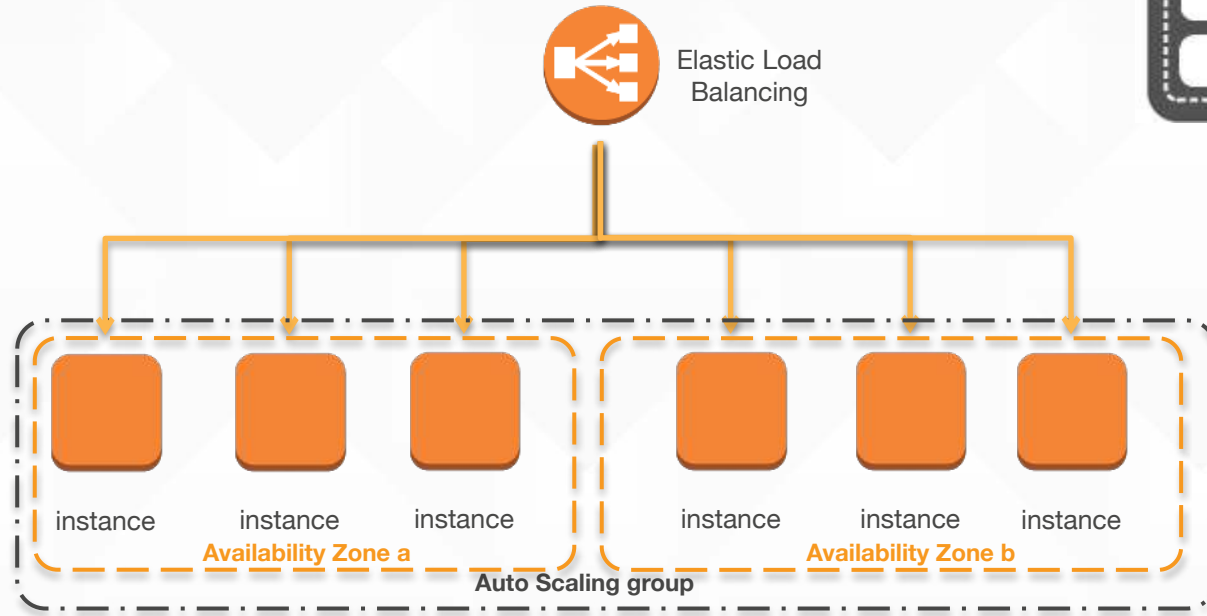 Elastic Load
Balancing
instance
instance
instance
instance
instance
instance
Availability Zone a
Availability Zone b
Auto Scaling group